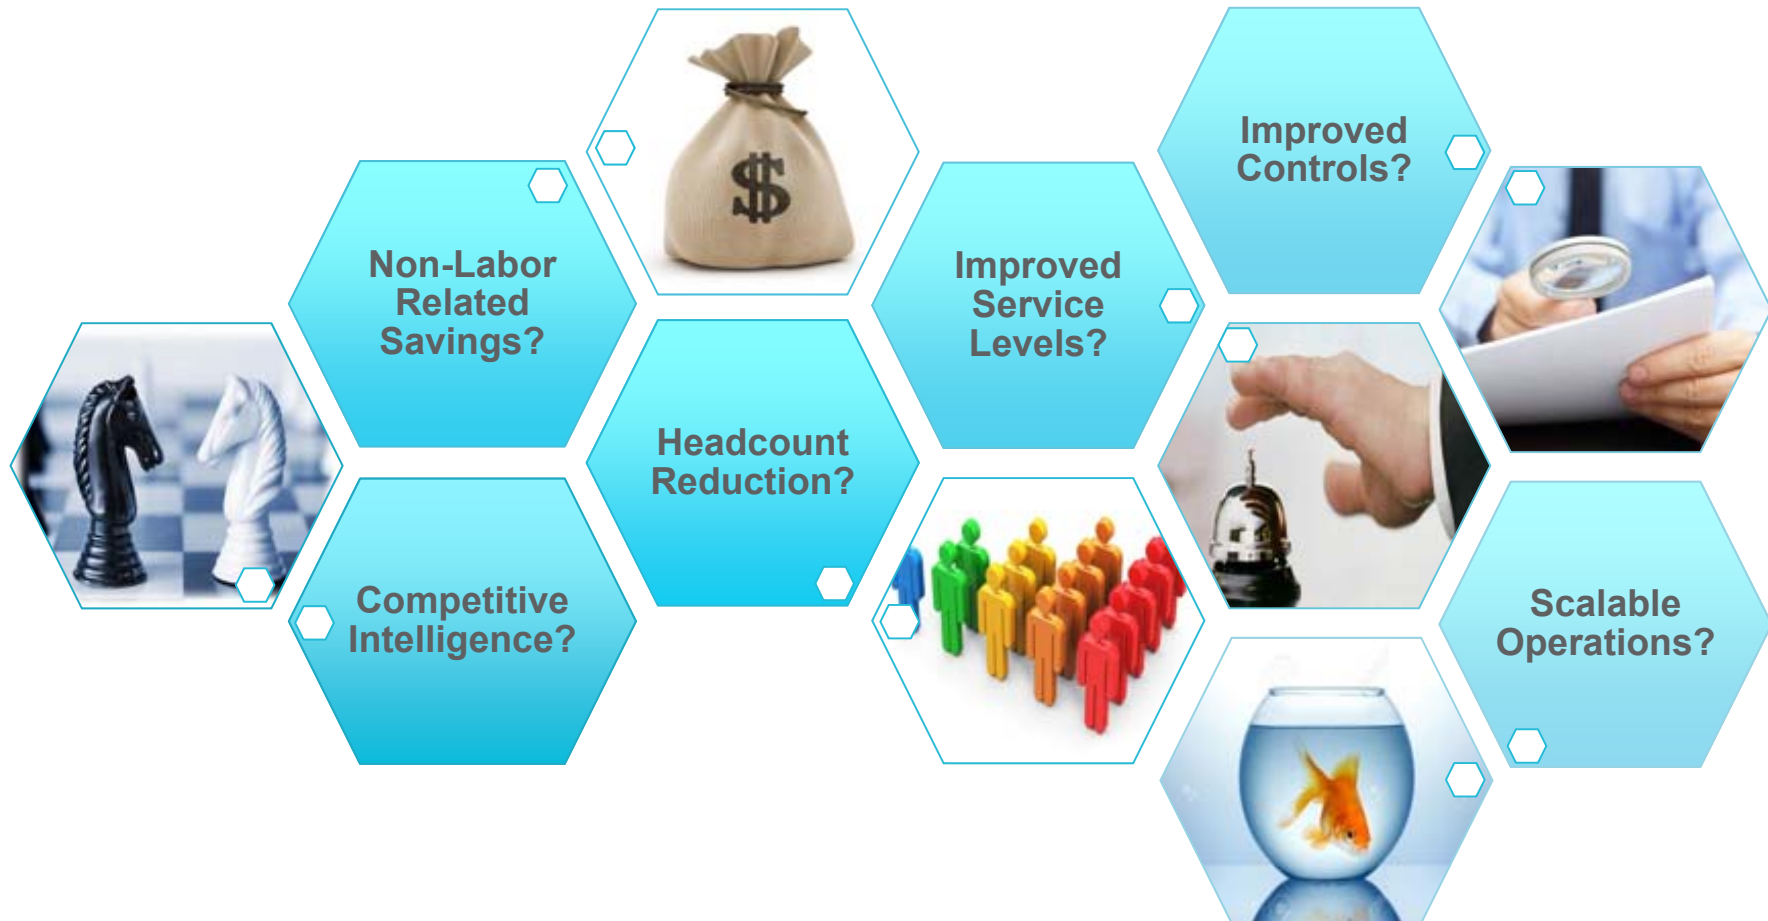 Improved
Controls?
Non-Labor
Related
Savings?
Improved
Service
Levels?
Headcount
Reduction?
Competitive
Intelligence?
Scalable
Operations?
$